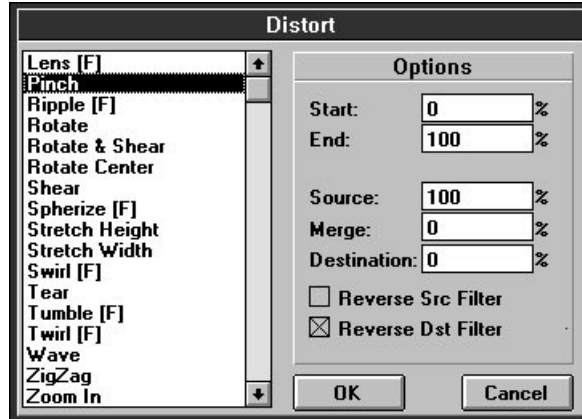 Distort
Lens [F]
Pinch
Ripple [F]
Rotate
Rotate & Shear
Rotate Center
Shear
Spherize [F]
Stretch Height
Stretch Width
Swirl [F]
Tear
Tumble [F]
Twirl [F]
Wave
ZigZag
Zoom In
Options
Start: 0 %
End: 100 %
Source: 100 %
Merge: 0 %
Destination: 0 %
Reverse Src Filter
Reverse Dst Filter
OK
Cancel